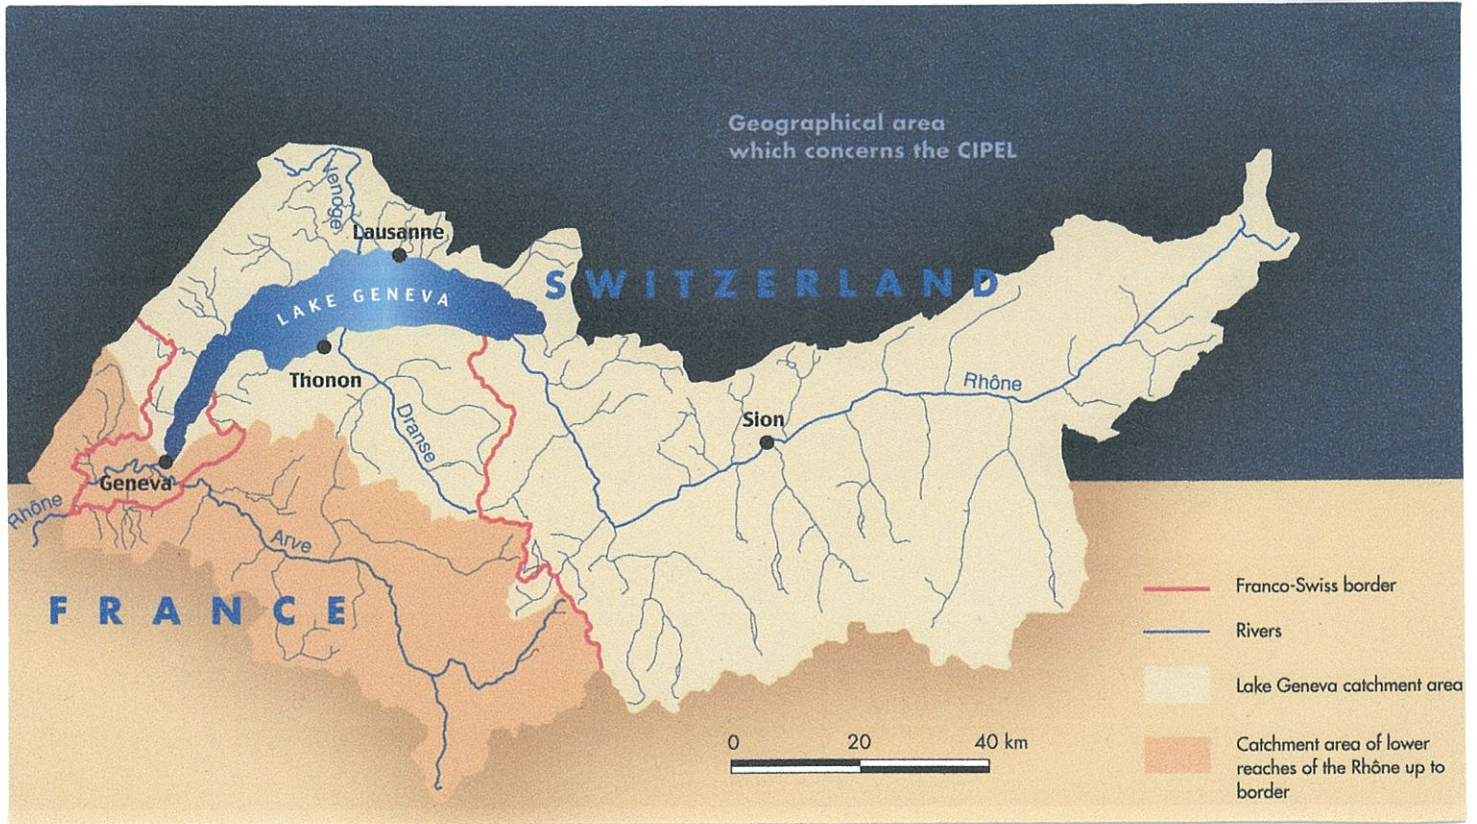 Geographical area
which concerns the CIPEL
Venoge
Lausanne
SWITZERLAND
LAKE GENEVA
Thonon
Rhône
Dranse
Sion
Geneva
Rhône
Arve
FRANCE
Franco-Swiss border
Rivers
Lake Geneva catchment area
Catchment area of lower
reaches of the Rhône up to
border
0 20 40 km